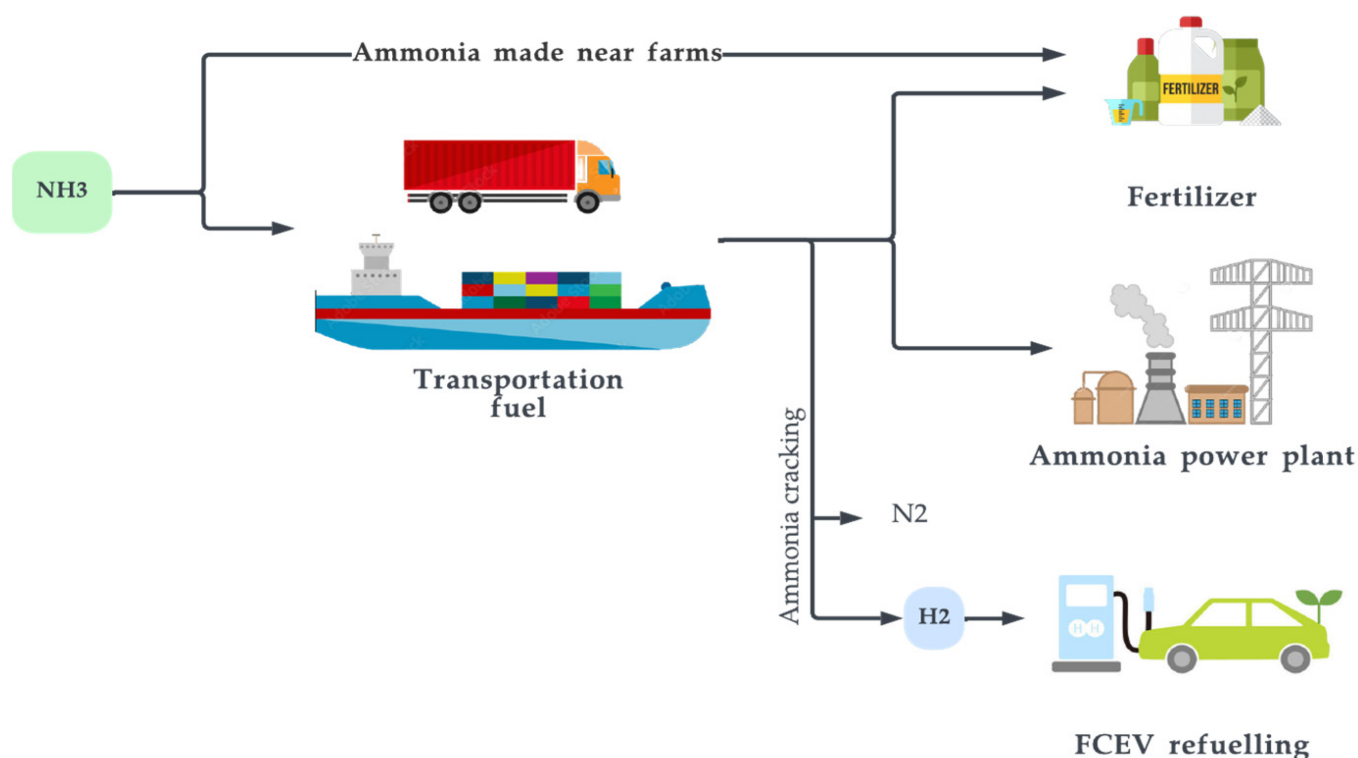 Ammonia made near farms
FERTILIZER
NH3
Fertilizer
Transportation
fuel
Ammonia power plant
Ammonia cracking
N2
H2
H H
FCEV refuelling